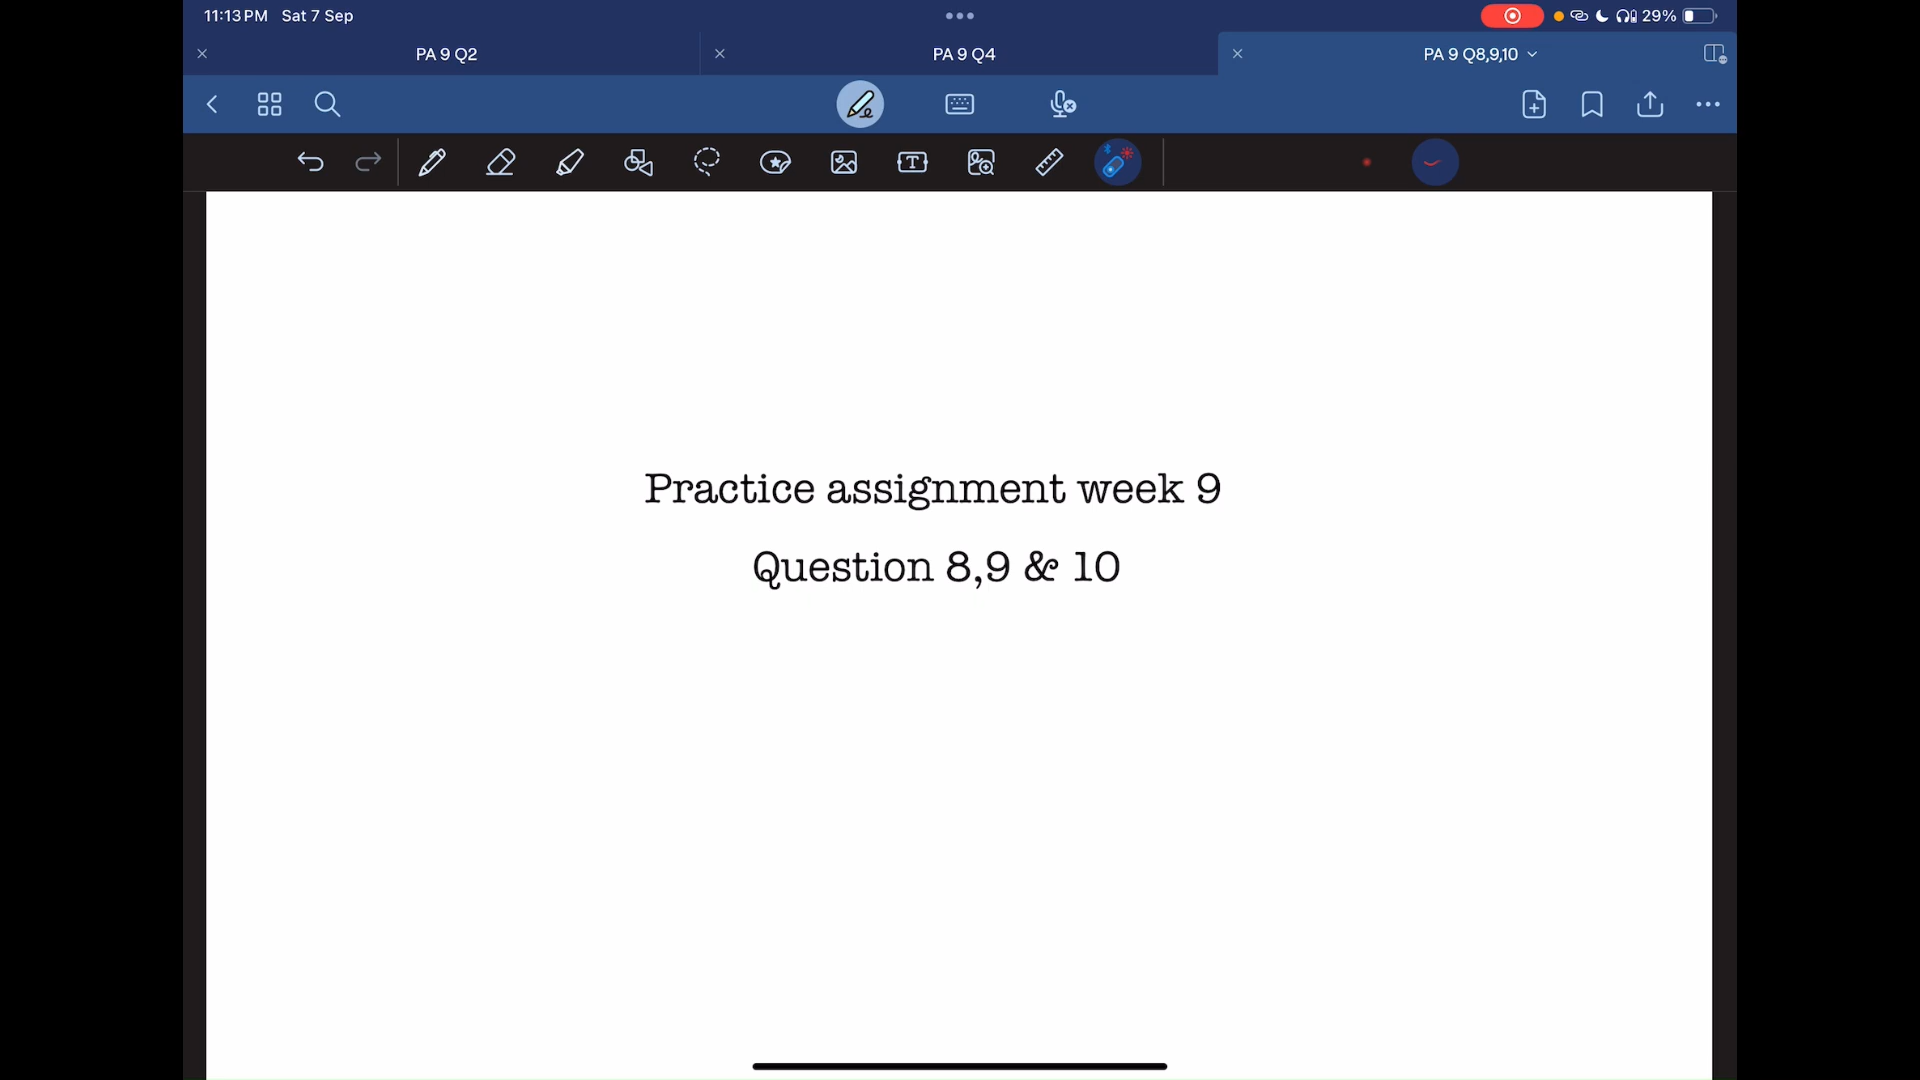 11:13 PM Sat 7 Sep
29%
PA 9 Q2
PA 9 Q4
PA 9 Q8,9,10
Practice assignment week 9
Question 8,9 & 10